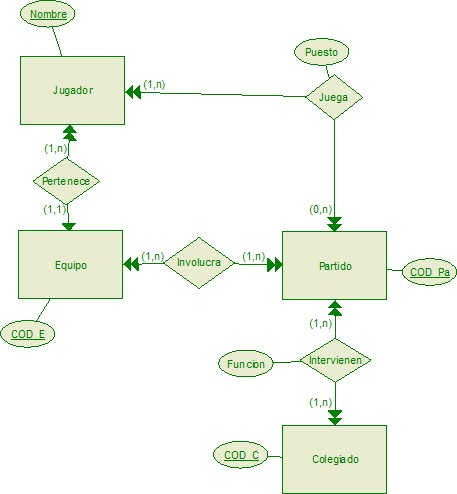 Nombre
Puesto
Jugador
(1,n)
Juega
(1,n)
Pertenece
(1,1)
(0,n)
Equipo
(1,n)
Involucra
(1,n)
Partido
COD_Pa
COD_E
(1,n)
Funcion
Intervienen
(1,n)
COD_C
Colegiado